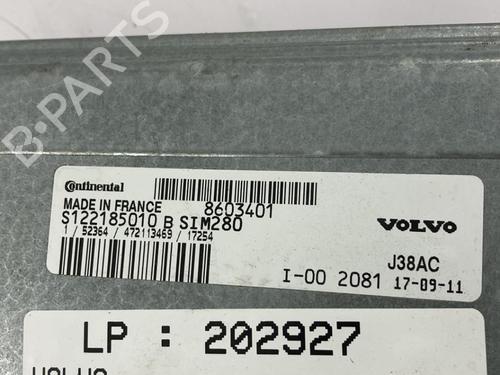 B-PARTS
Continental
MADE IN FRANCE 8603401
S122185010 B SIM280
1 / 52364 / 472113469 / 17254
VOLVO
J38AC
I-00 2081 17-09-11
LP : 202927
VOLVO